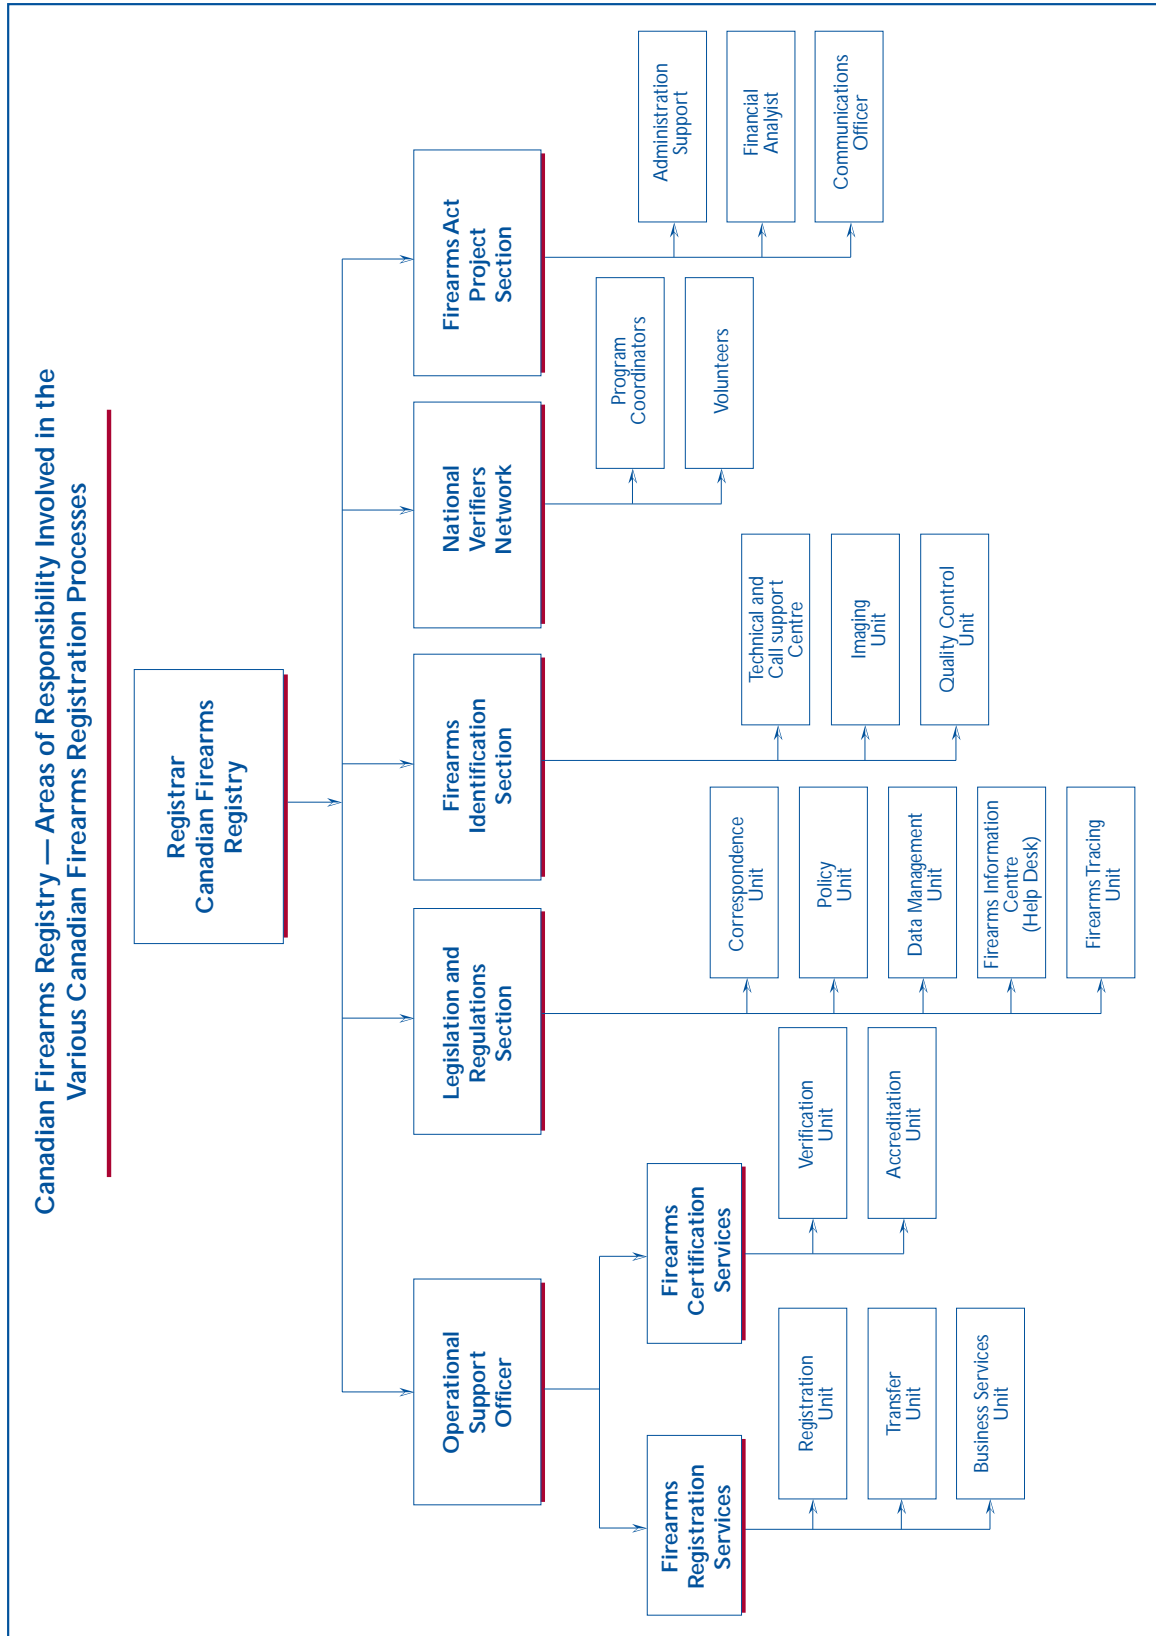 Canadian Firearms Registry — Areas of Responsibility Involved in the
Various Canadian Firearms Registration Processes
Registrar
Canadian Firearms
Registry
Operational
Support
Officer
Legislation and
Regulations
Section
Firearms
Identification
Section
National
Verifiers
Network
Firearms Act
Project
Section
Firearms
Registration
Services
Firearms
Certification
Services
Registration
Unit
Transfer
Unit
Business Services
Unit
Verification
Unit
Accreditation
Unit
Correspondence
Unit
Policy
Unit
Data Management
Unit
Firearms Information
Centre
(Help Desk)
Firearms Tracing
Unit
Technical and
Call support
Centre
Imaging
Unit
Quality Control
Unit
Program
Coordinators
Volunteers
Administration
Support
Financial
Analyist
Communications
Officer